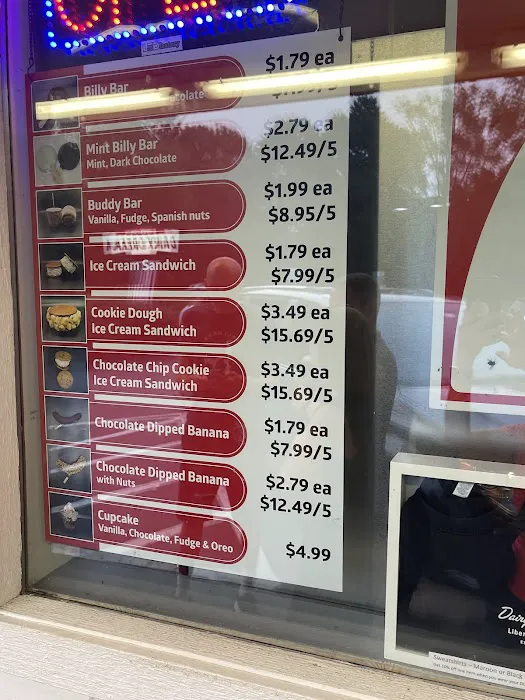 Billy Bar
$1.79 ea
Mint Billy Bar
Mint, Dark Chocolate
$2.79 ea
$12.49/5
Buddy Bar
Vanilla, Fudge, Spanish nuts
$1.99 ea
$8.95/5
Ice Cream Sandwich
$1.79 ea
$7.99/5
Cookie Dough
Ice Cream Sandwich
$3.49 ea
$15.69/5
Chocolate Chip Cookie
Ice Cream Sandwich
$3.49 ea
$15.69/5
Chocolate Dipped Banana
$1.79 ea
$7.99/5
Chocolate Dipped Banana
with Nuts
$2.79 ea
$12.49/5
Cupcake
Vanilla, Chocolate, Fudge & Oreo
$4.99
Sweatshirts - Maroon or Black